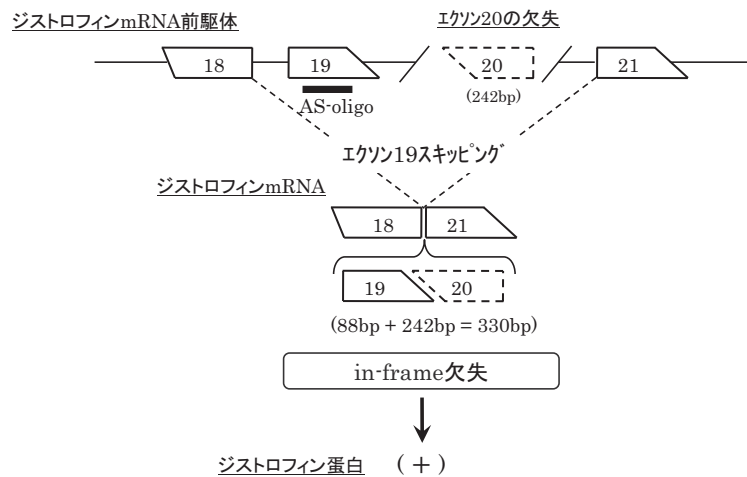 ジストロフィンmRNA前駆体
エクソン20の欠失
18
19
20
21
(242bp)
AS-oligo
エクソン19スキッピング
ジストロフィンmRNA
18
21
19
20
(88bp + 242bp = 330bp)
in-frame欠失
ジストロフィン蛋白 (+)